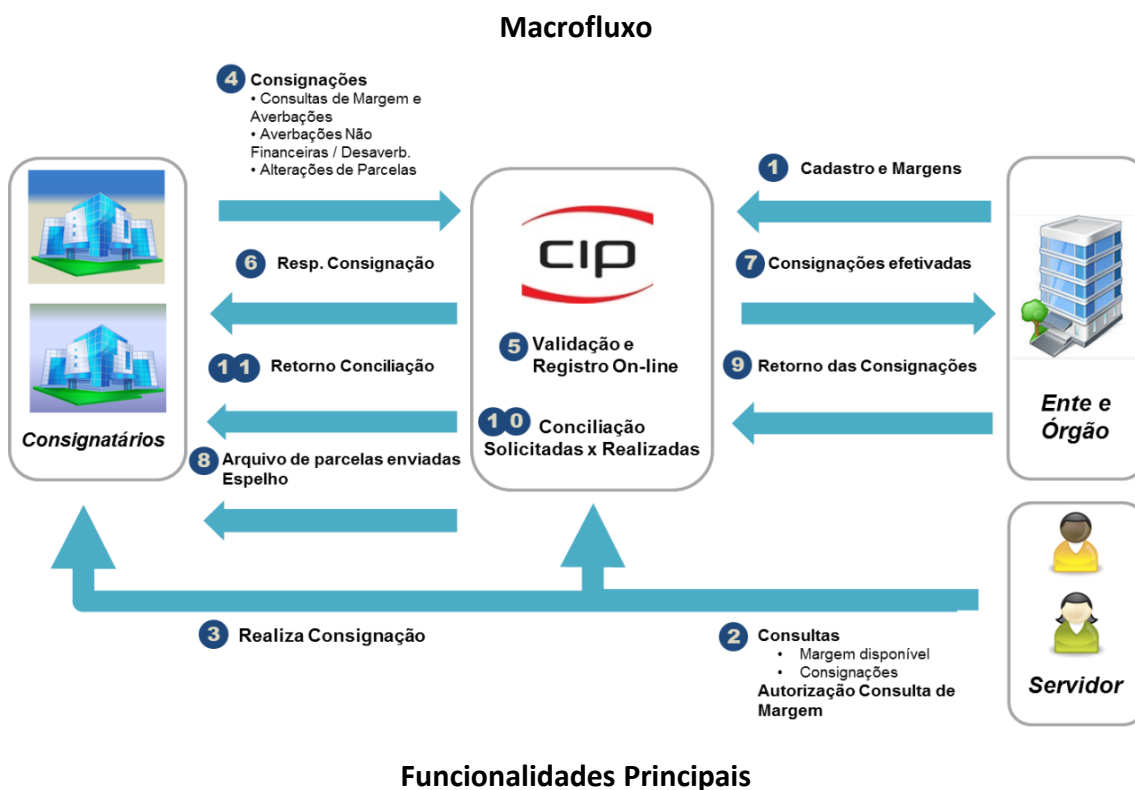 Macrofluxo
4 Consignações
• Consultas de Margem e
Averbações
• Averbações Não
Financeiras / Desaverb.
• Alterações de Parcelas
1 Cadastro e Margens
6 Resp. Consignação
cip
7 Consignações efetivadas
5 Validação e
Registro On-line
11 Retorno Conciliação
9 Retorno das Consignações
Consignatários
10 Conciliação
Solicitadas x Realizadas
Ente e
Órgão
8 Arquivo de parcelas enviadas
Espelho
3 Realiza Consignação
2 Consultas
• Margem disponível
• Consignações
Autorização Consulta de
Margem
Servidor
Funcionalidades Principais